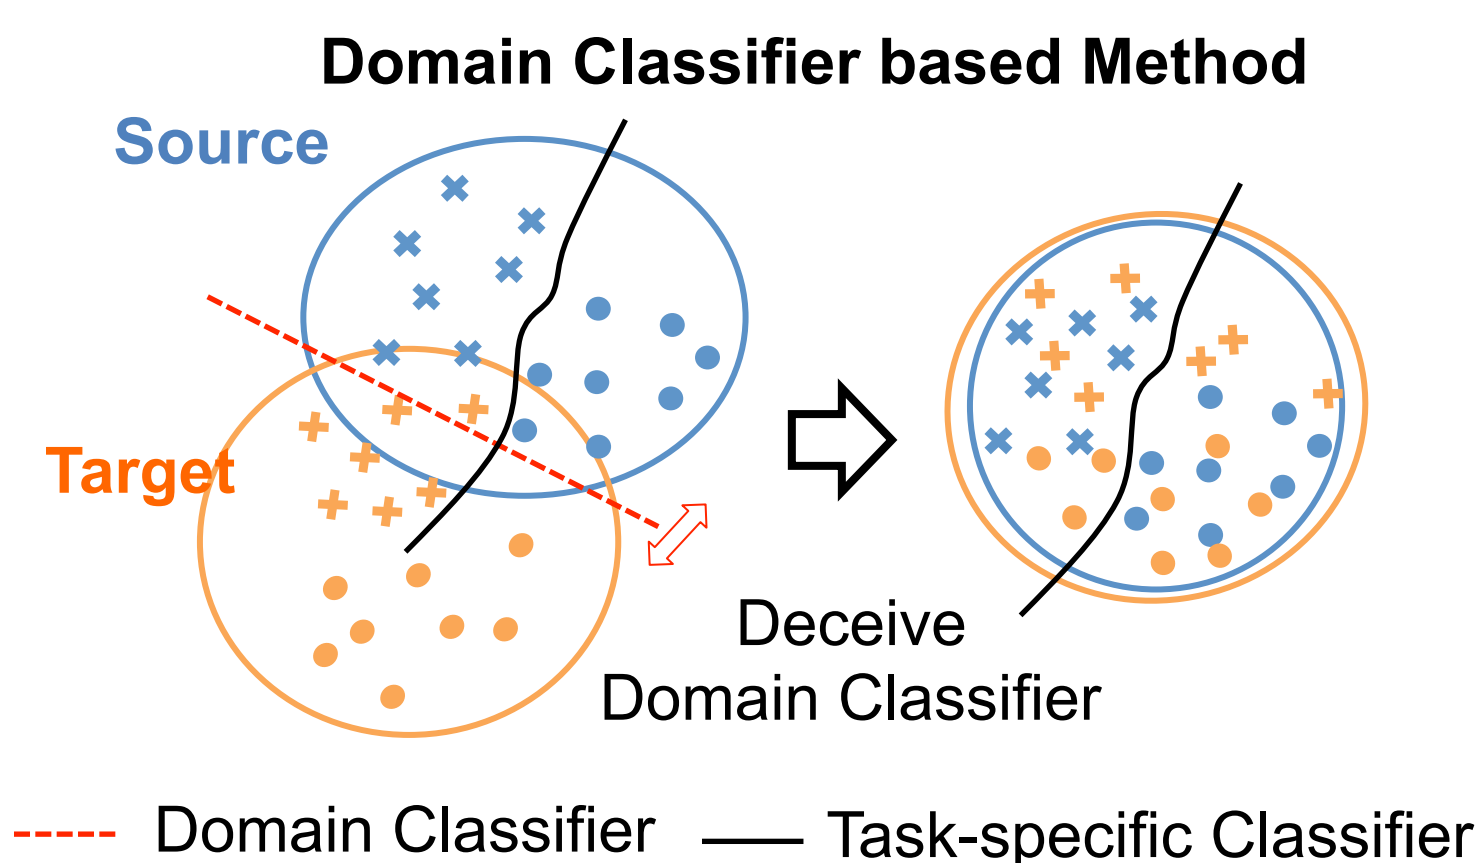 Domain Classifier based Method
Source
Target
Deceive
Domain Classifier
Domain Classifier
Task-specific Classifier